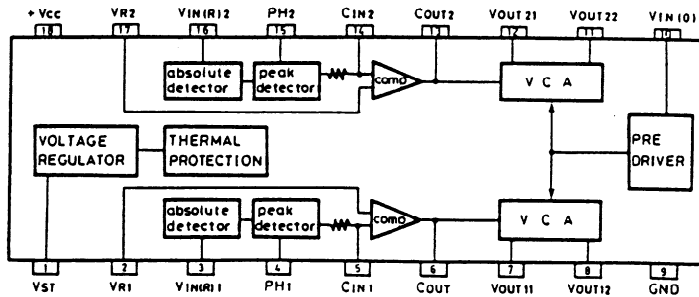 +Vcc VR2 VIN(R)2 PH2 CIN2 COUT2 VOUT21 VOUT22 VIN(O)
18 17 16 15 14 13 12 11 10
absolute detector
peak detector
comp
V C A
VOLTAGE REGULATOR
THERMAL PROTECTION
PRE DRIVER
absolute detector
peak detector
comp
V C A
1 2 3 4 5 6 7 8 9
VST VR1 VIN(R)1 PH1 CIN1 COUT VOUT11 VOUT12 GND